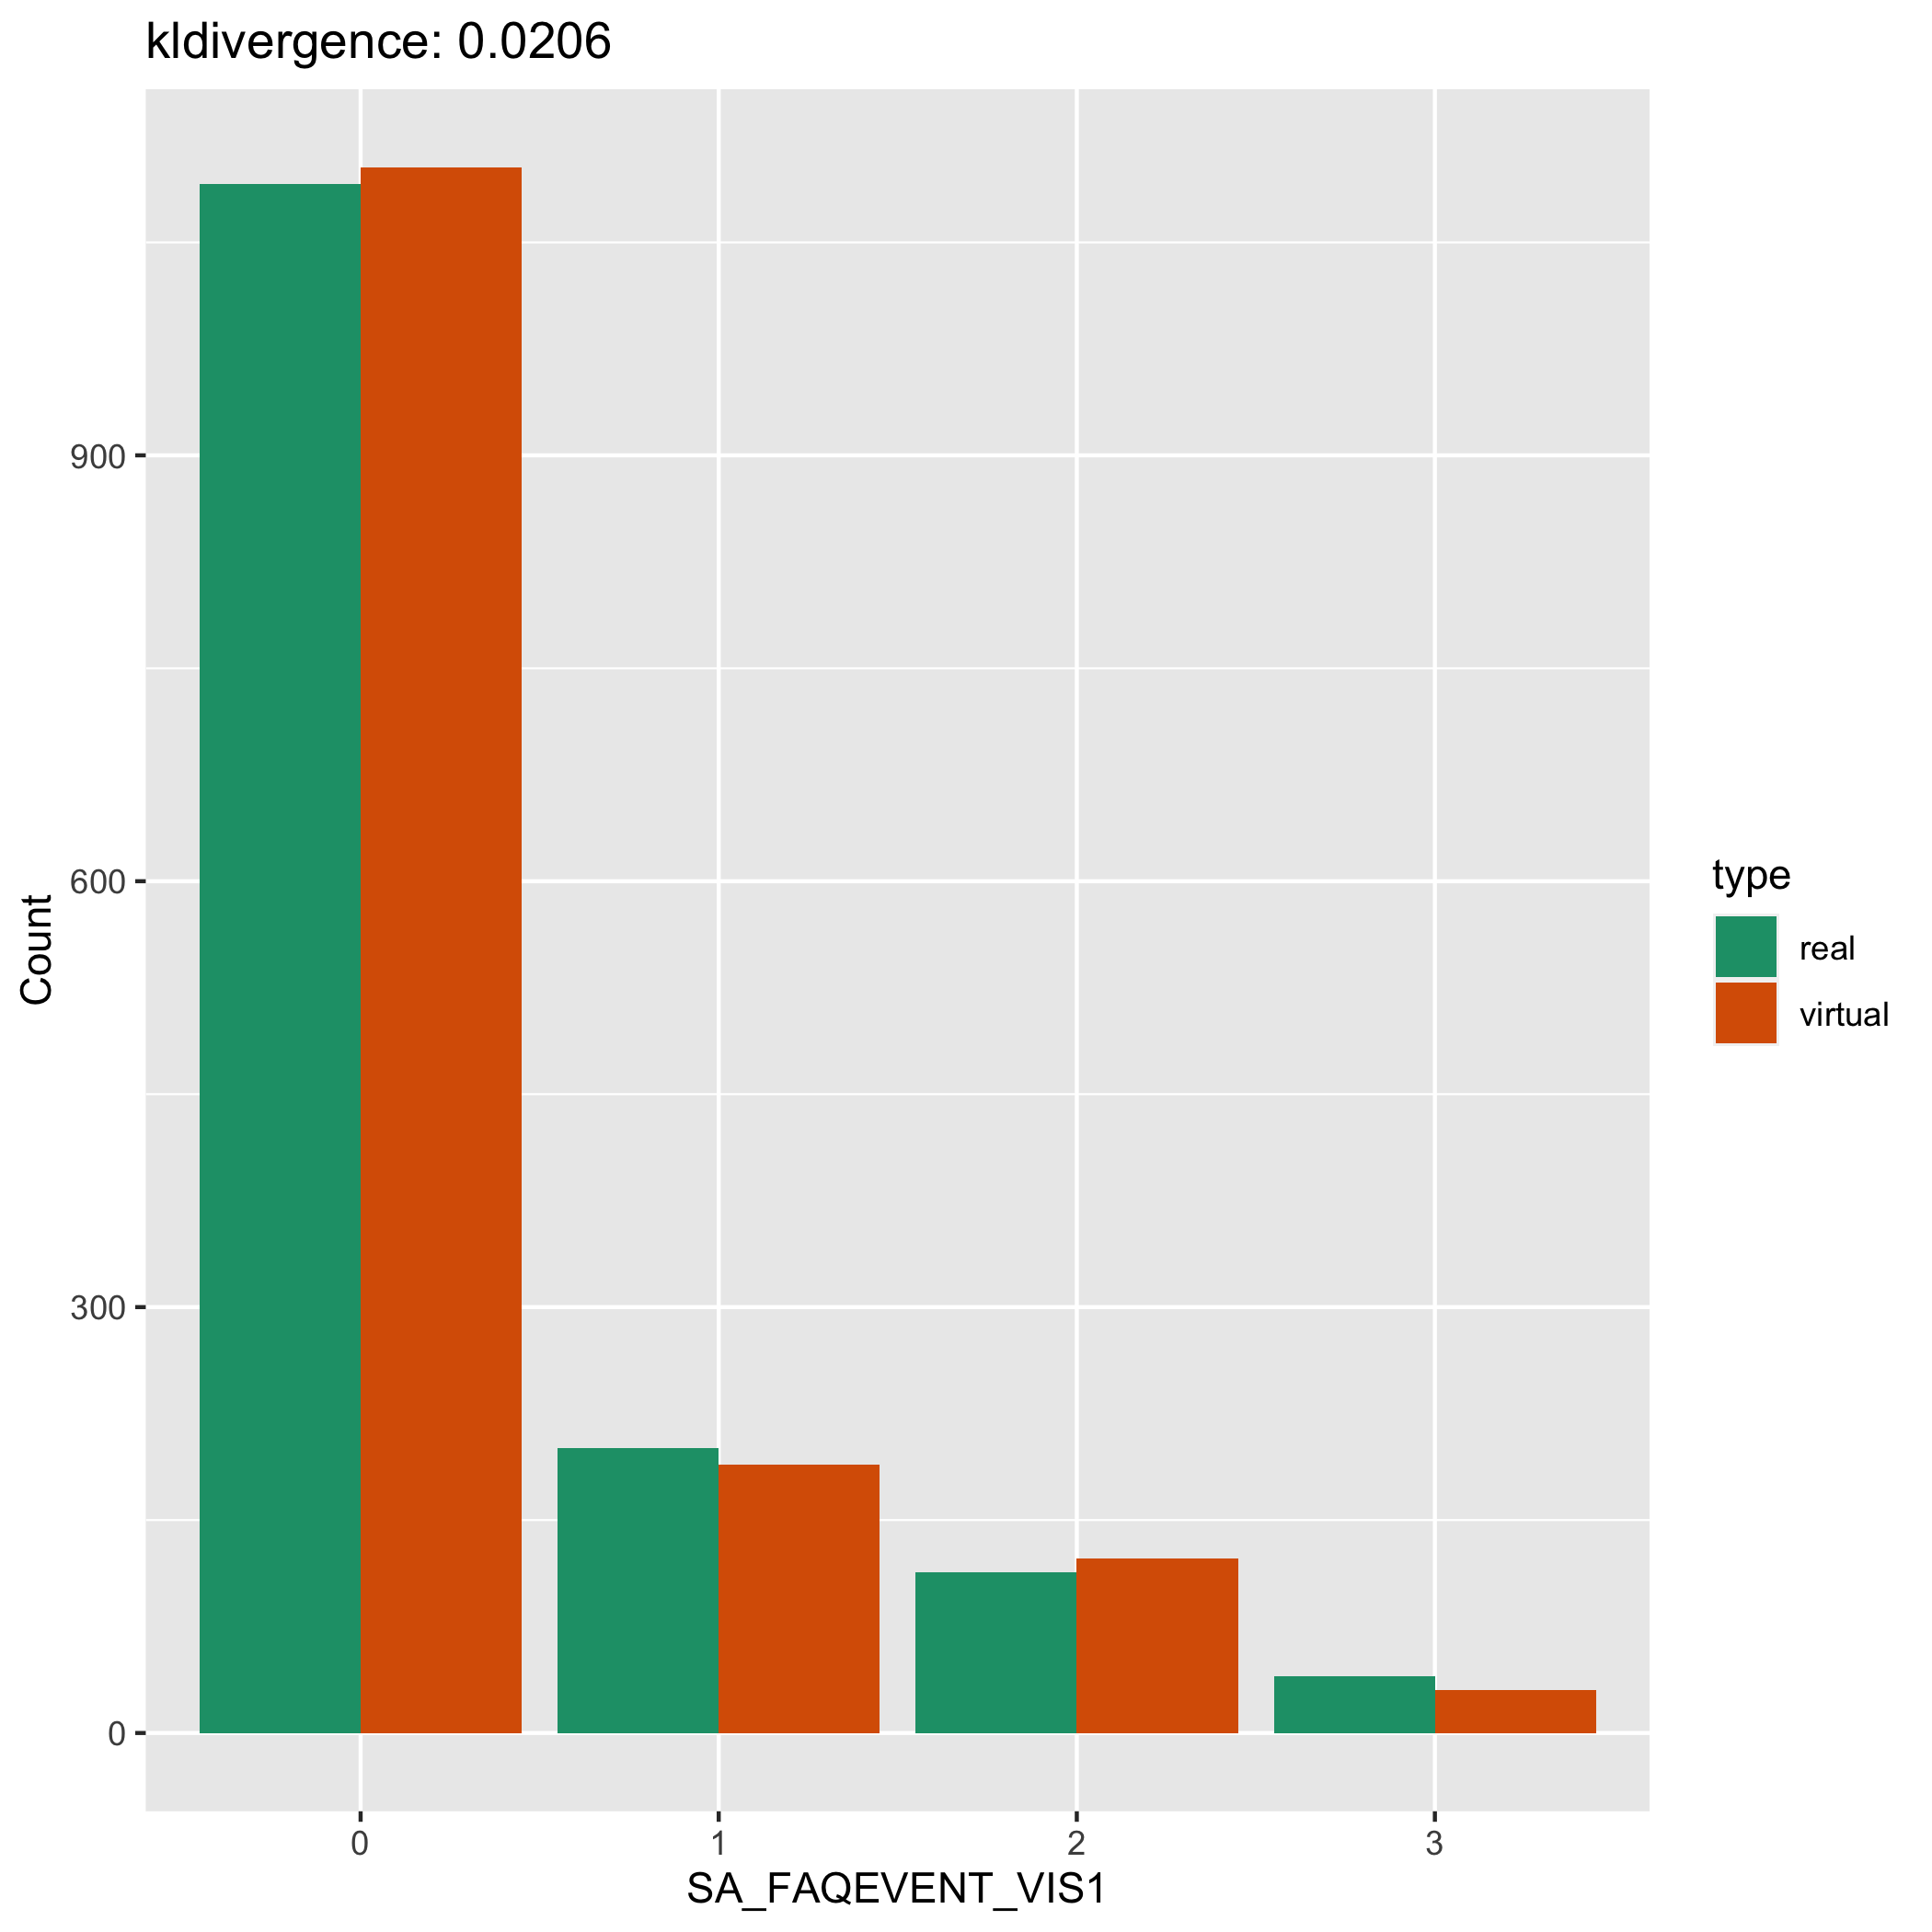 kldivergence: 0.0206
900
600
300
0
Count
0 1 2 3
SA_FAQEVENT_VIS1
type
real
virtual